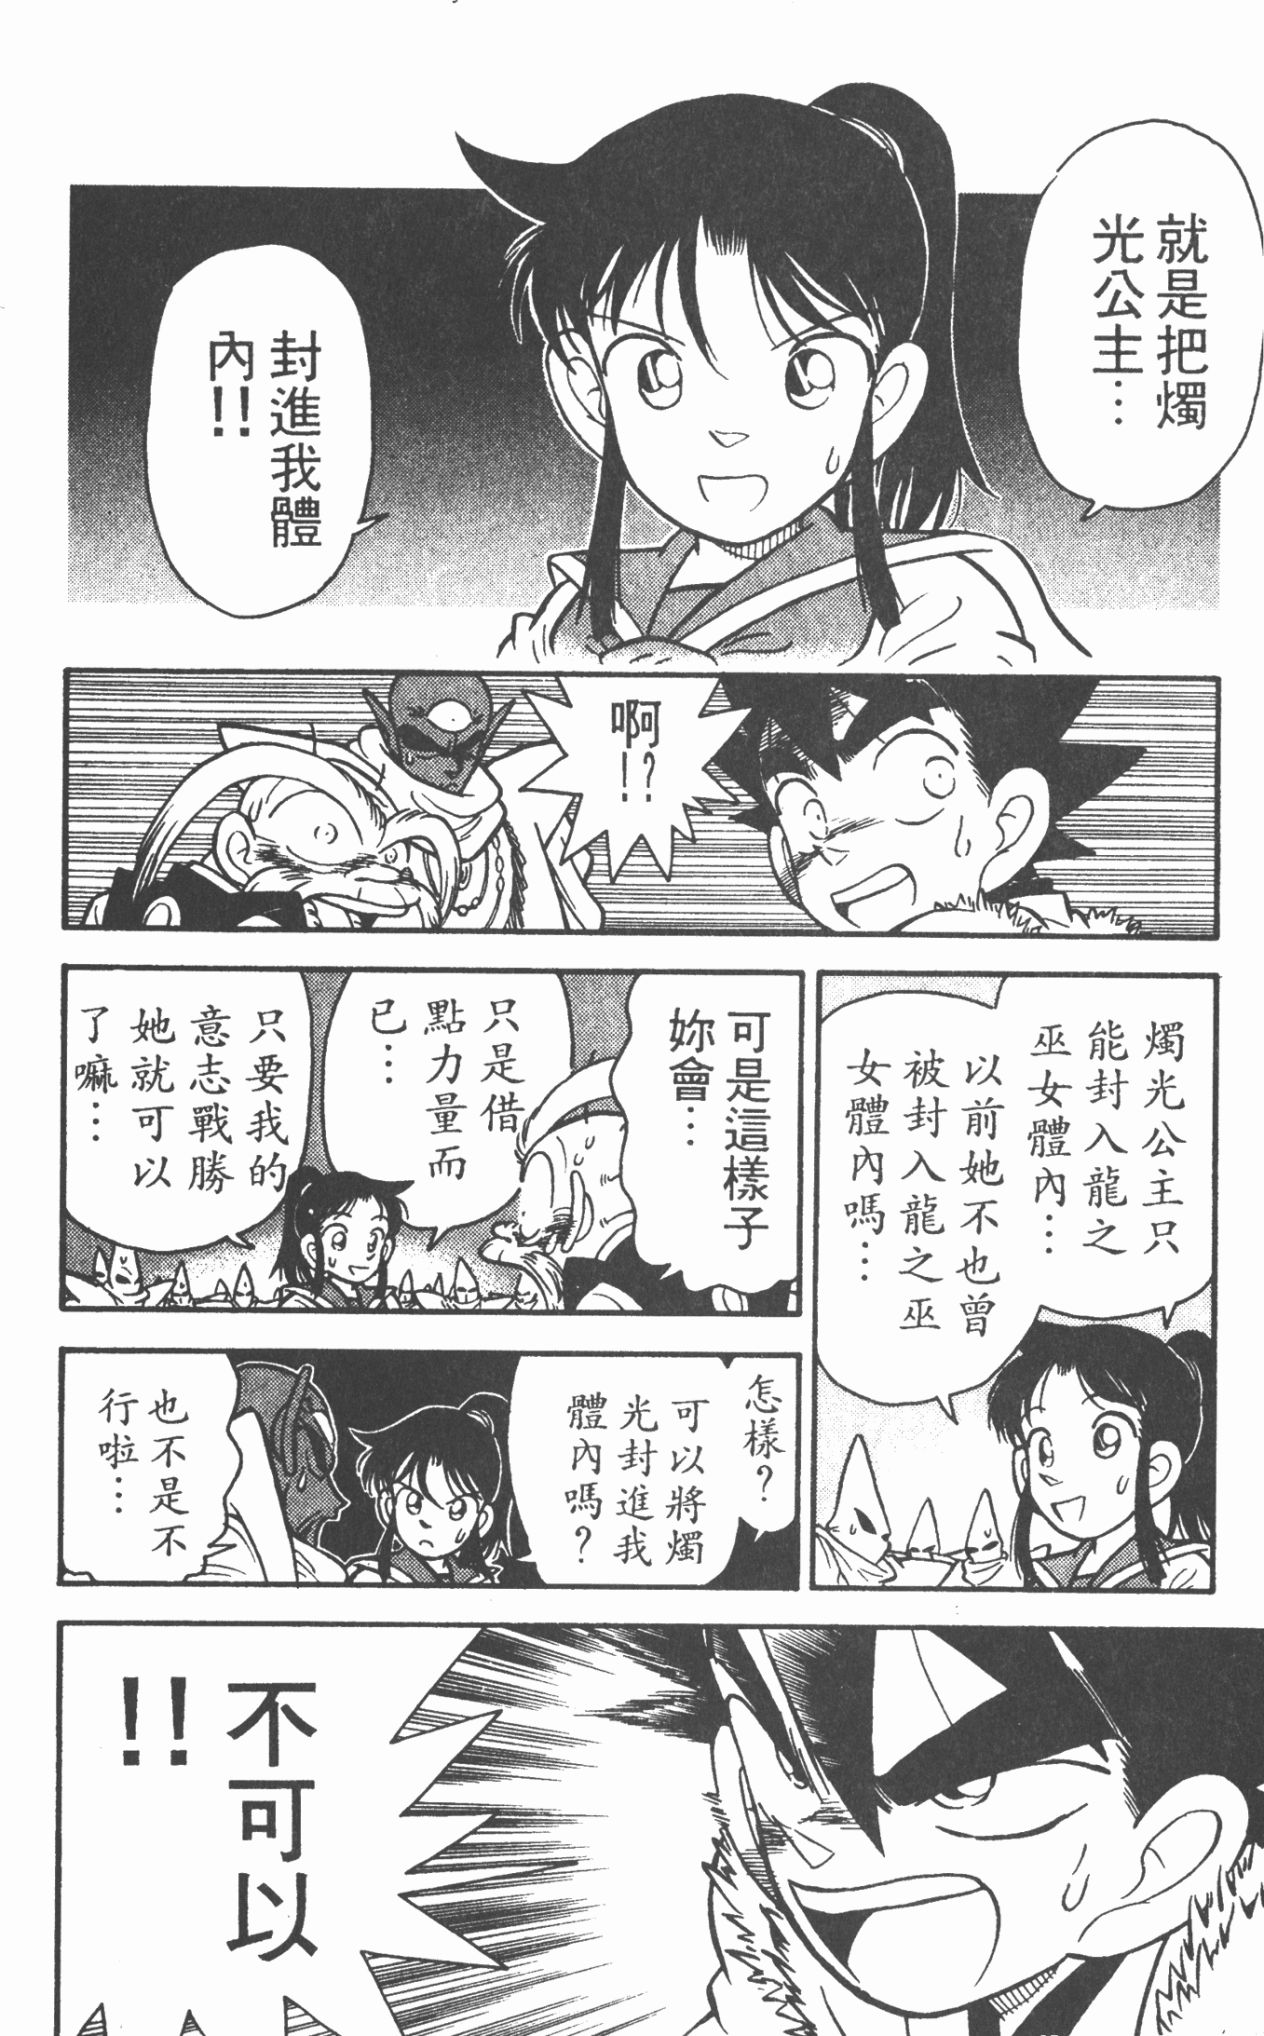 就是把燭
光公主…
封進我體
內!!
啊
!?
燭光公主只
能封入龍之
巫女體內…
以前她不也曾
被封入龍之巫
女體內嗎…
可是這樣子
妳會…
只是借
點力量而
已…
只要我的
意志戰勝
她就可以
了嘛…
怎樣？
可以將燭
光封進我
體內嗎？
也不是不
行啦…
不可以
!!